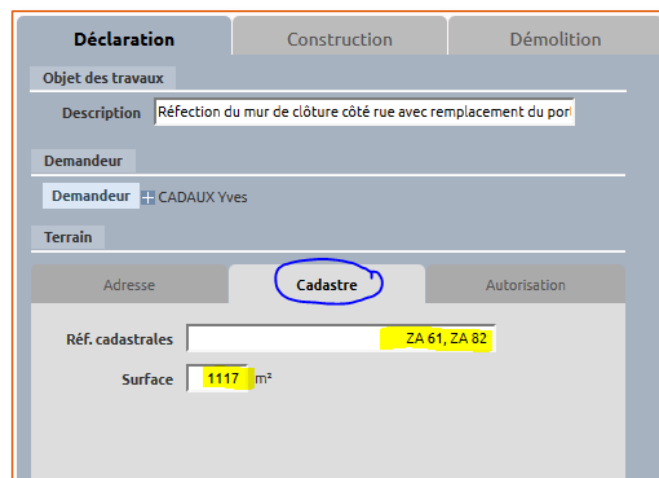 Déclaration Construction Démolition
Objet des travaux
Description Réfection du mur de clôture côté rue avec remplacement du por
Demandeur
Demandeur CADAUX Yves
Terrain
Adresse Cadastre Autorisation
Réf. cadastrales ZA 61, ZA 82
Surface 1117 m²